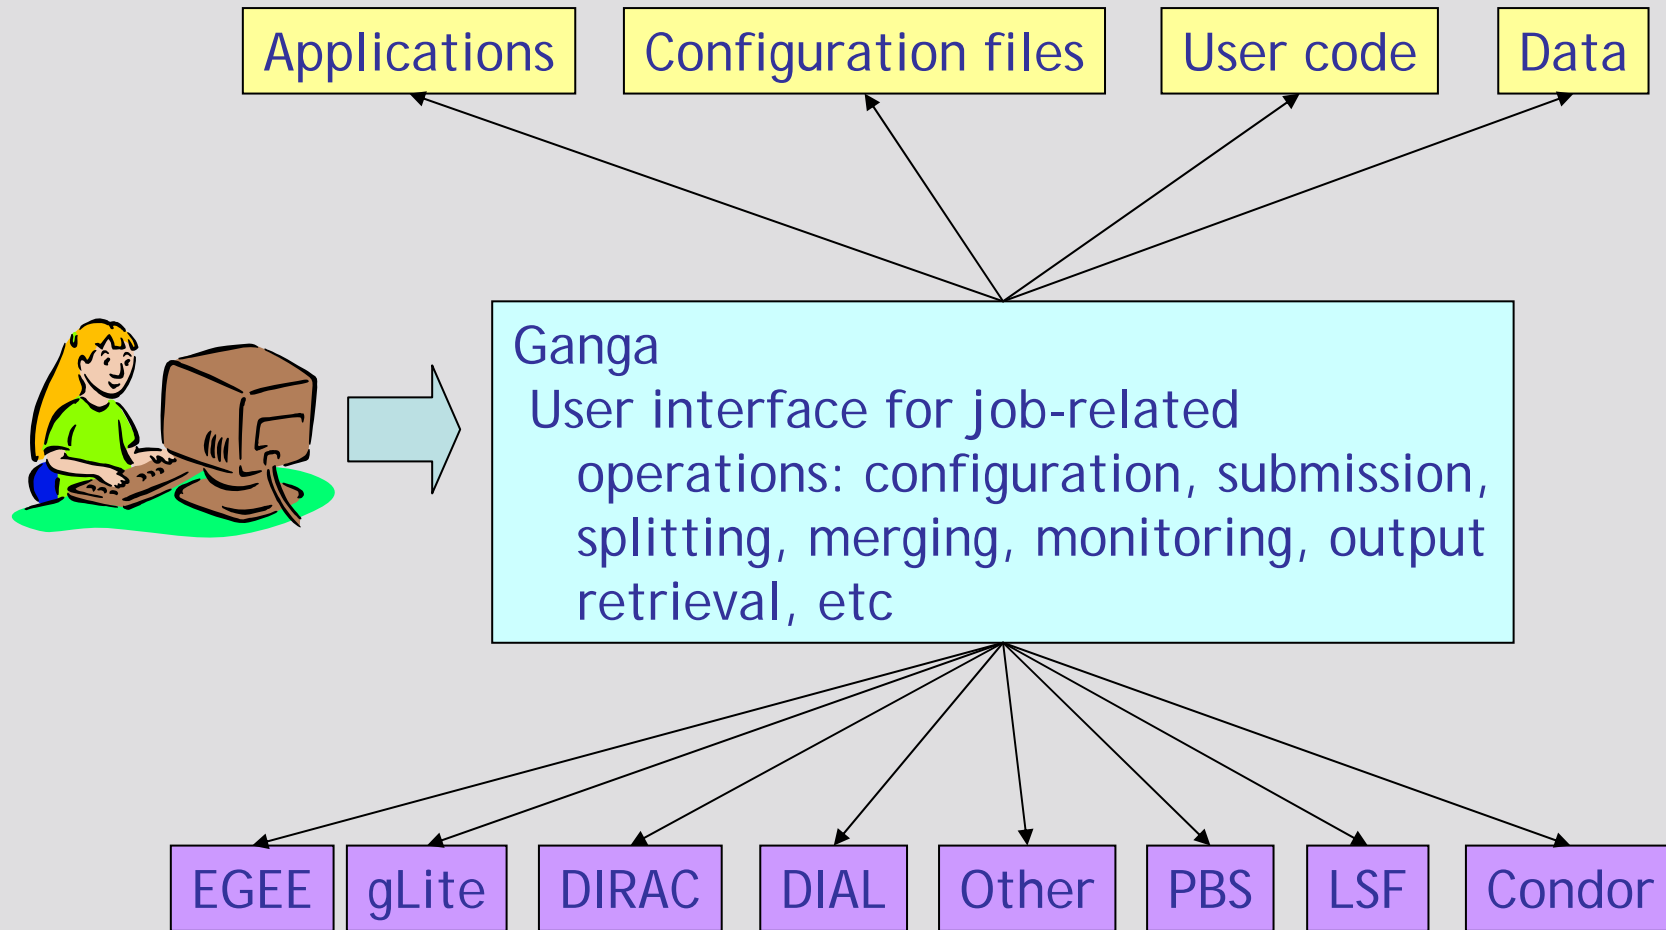 Applications
Configuration files
User code
Data
Ganga
User interface for job-related
operations: configuration, submission,
splitting, merging, monitoring, output
retrieval, etc
EGEE
gLite
DIRAC
DIAL
Other
PBS
LSF
Condor